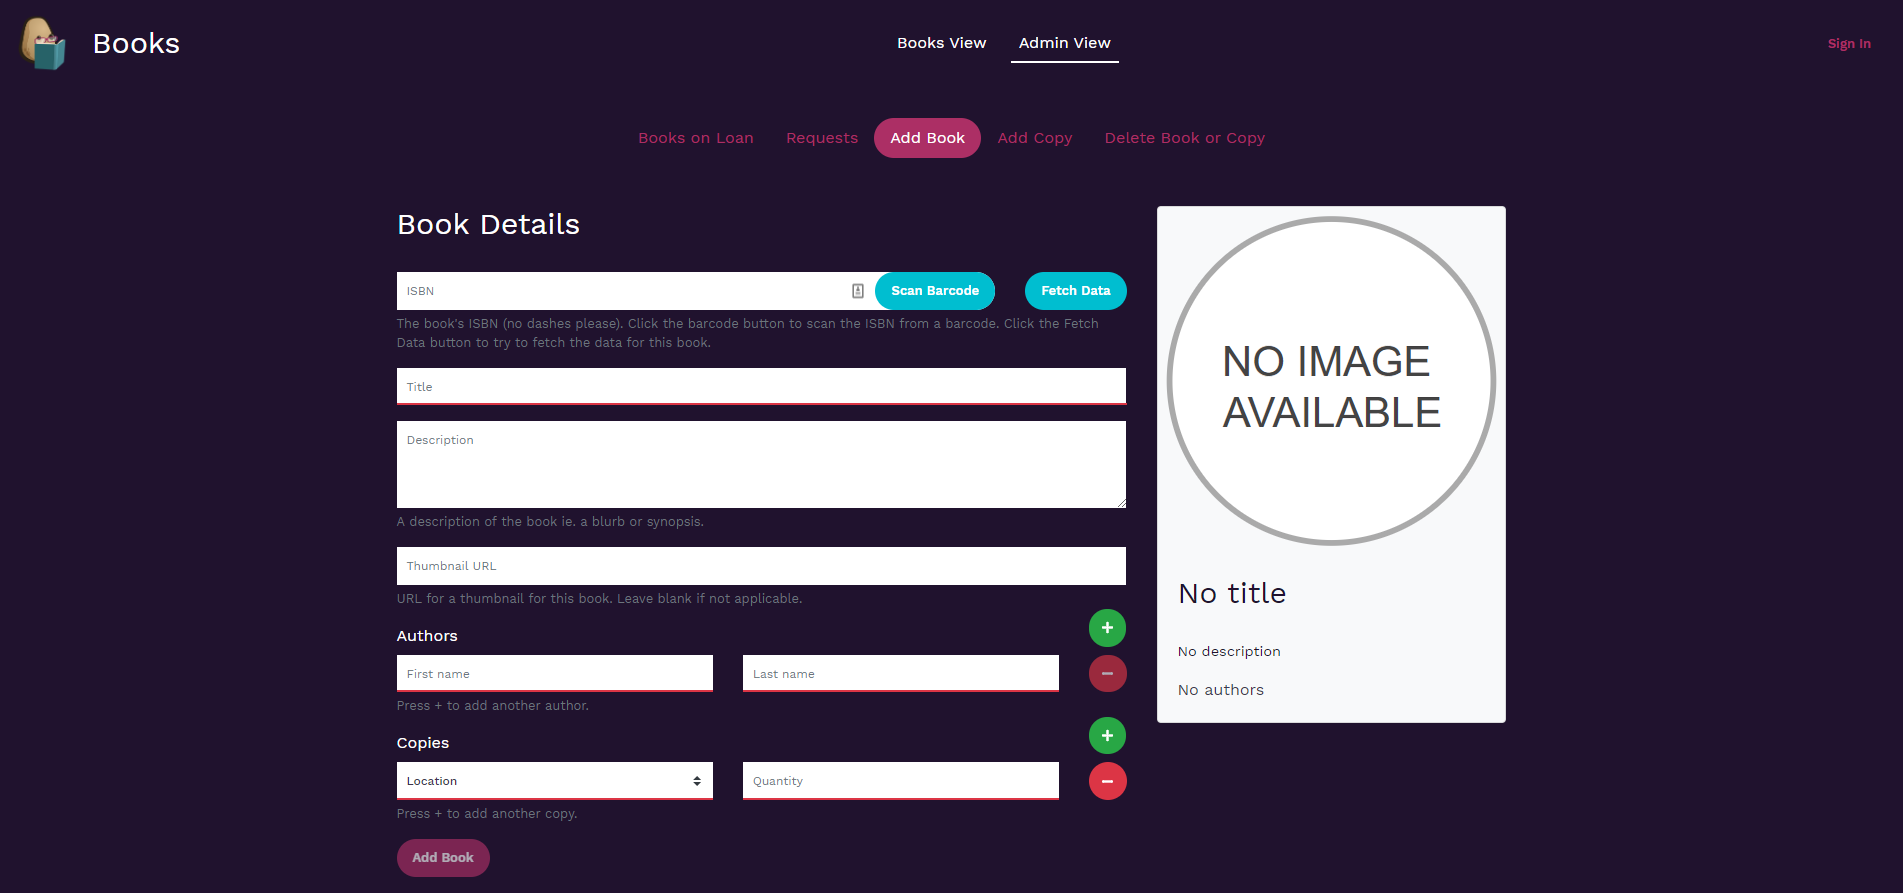 Books
Books View
Admin View
Sign In
Books on Loan
Requests
Add Book
Add Copy
Delete Book or Copy
Book Details
ISBN
Scan Barcode
Fetch Data
The book's ISBN (no dashes please). Click the barcode button to scan the ISBN from a barcode. Click the Fetch
Data button to try to fetch the data for this book.
Title
Description
A description of the book ie. a blurb or synopsis.
Thumbnail URL
URL for a thumbnail for this book. Leave blank if not applicable.
Authors
+
First name
Last name
−
Press + to add another author.
Copies
+
Location
Quantity
−
Press + to add another copy.
Add Book
NO IMAGE
AVAILABLE
No title
No description
No authors